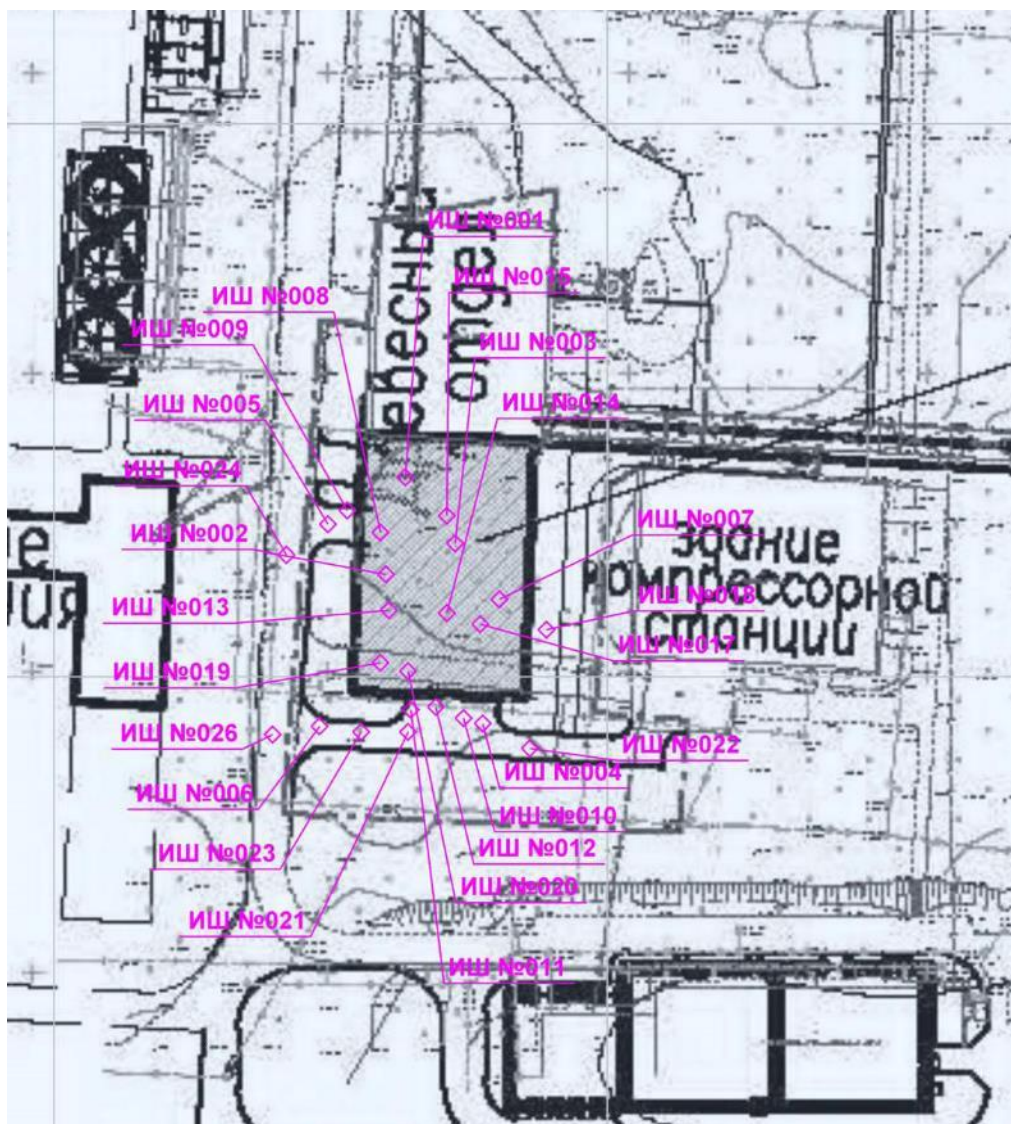 ИШ №001
ИШ №015
ИШ №008
ИШ №009
ИШ №003
ИШ №005
ИШ №014
ИШ №024
ИШ №007
ИШ №002
ИШ №018
ИШ №013
ИШ №017
ИШ №019
ИШ №026
ИШ №022
ИШ №004
ИШ №006
ИШ №010
ИШ №012
ИШ №023
ИШ №020
ИШ №021
ИШ №011
Здание
компрессорной
станции